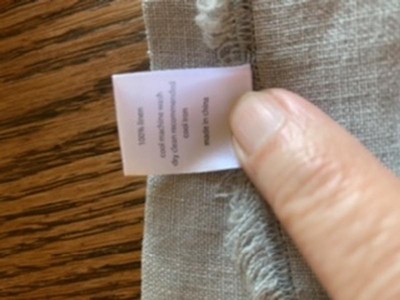 100% linen
cool machine wash
dry clean recommended
cool iron
made in china